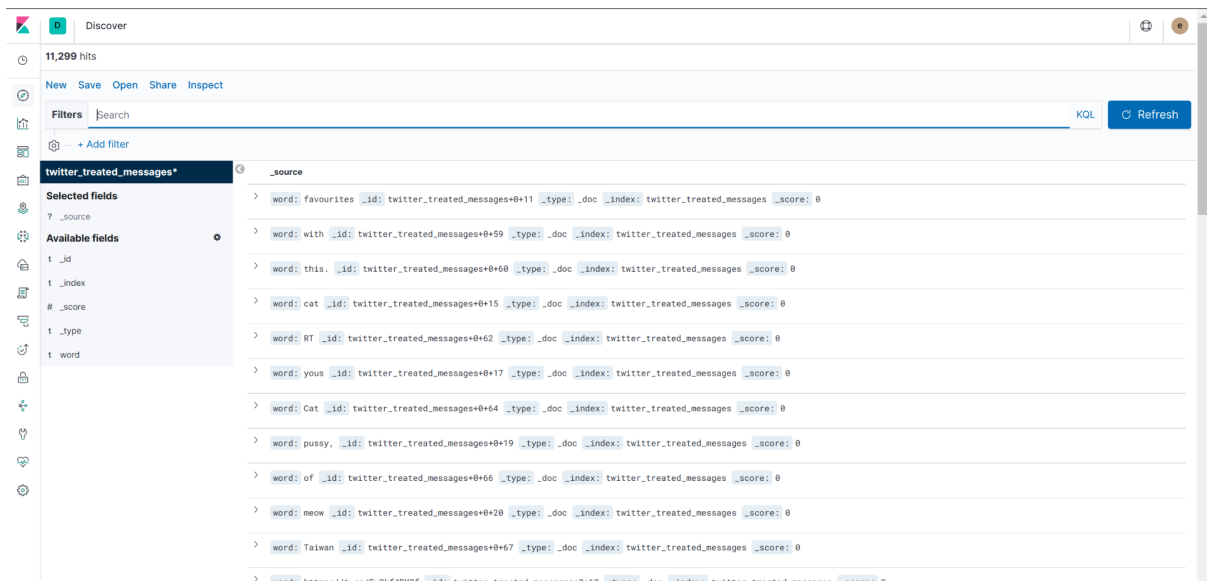 D Discover e
11,299 hits
New Save Open Share Inspect
Filters Search KQL Refresh
+ Add filter
twitter_treated_messages*
Selected fields
? _source
Available fields
t _id
t _index
# _score
t _type
t word
_source
word: favourites _id: twitter_treated_messages+0+11 _type: _doc _index: twitter_treated_messages _score: 0
word: with _id: twitter_treated_messages+0+59 _type: _doc _index: twitter_treated_messages _score: 0
word: this. _id: twitter_treated_messages+0+60 _type: _doc _index: twitter_treated_messages _score: 0
word: cat _id: twitter_treated_messages+0+15 _type: _doc _index: twitter_treated_messages _score: 0
word: RT _id: twitter_treated_messages+0+62 _type: _doc _index: twitter_treated_messages _score: 0
word: yous _id: twitter_treated_messages+0+17 _type: _doc _index: twitter_treated_messages _score: 0
word: Cat _id: twitter_treated_messages+0+64 _type: _doc _index: twitter_treated_messages _score: 0
word: pussy, _id: twitter_treated_messages+0+19 _type: _doc _index: twitter_treated_messages _score: 0
word: of _id: twitter_treated_messages+0+66 _type: _doc _index: twitter_treated_messages _score: 0
word: meow _id: twitter_treated_messages+0+20 _type: _doc _index: twitter_treated_messages _score: 0
word: Taiwan _id: twitter_treated_messages+0+67 _type: _doc _index: twitter_treated_messages _score: 0